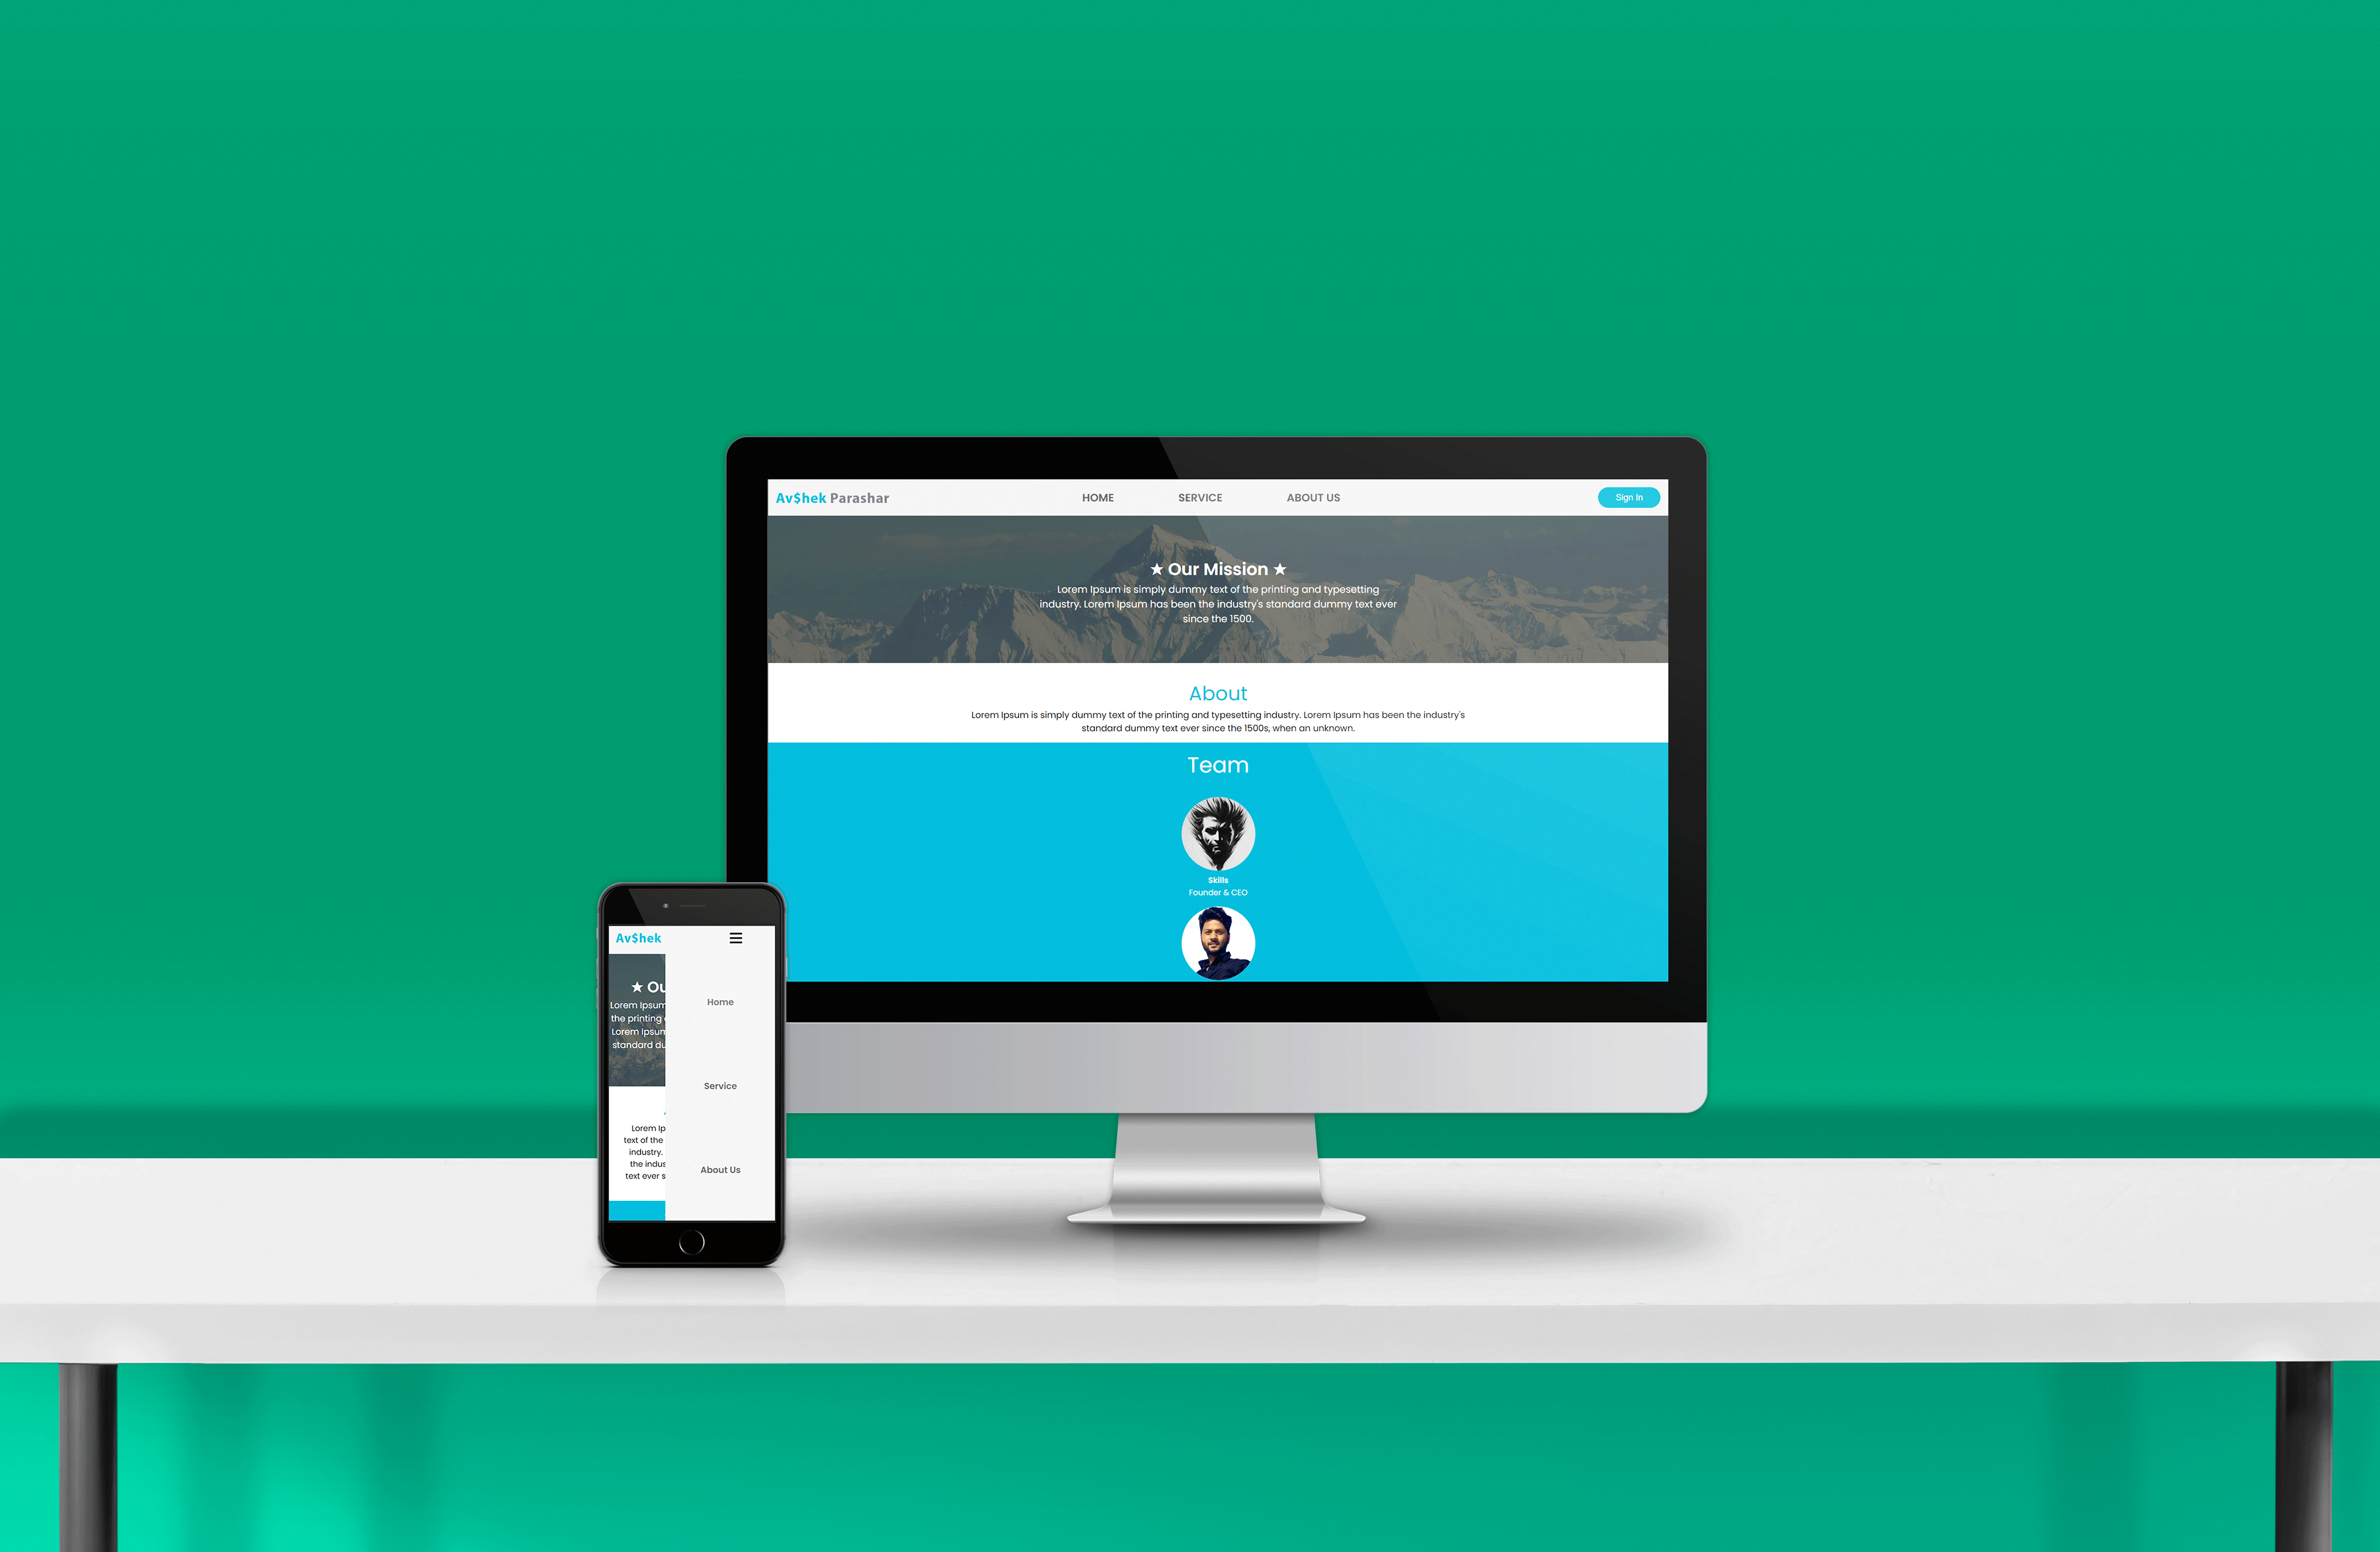 Av$hek Parashar
HOME
SERVICE
ABOUT US
Sign In
★ Our Mission ★
Lorem Ipsum is simply dummy text of the printing and typesetting
industry. Lorem Ipsum has been the industry's standard dummy text ever
since the 1500.
About
Lorem Ipsum is simply dummy text of the printing and typesetting industry. Lorem Ipsum has been the industry's
standard dummy text ever since the 1500s, when an unknown.
Team
Skills
Founder & CEO
Av$hek
★ Ou
Lorem Ipsum
the printing
Lorem Ipsum
standard du
Lorem Ip
text of the
industry.
the indus
text ever s
Home
Service
About Us